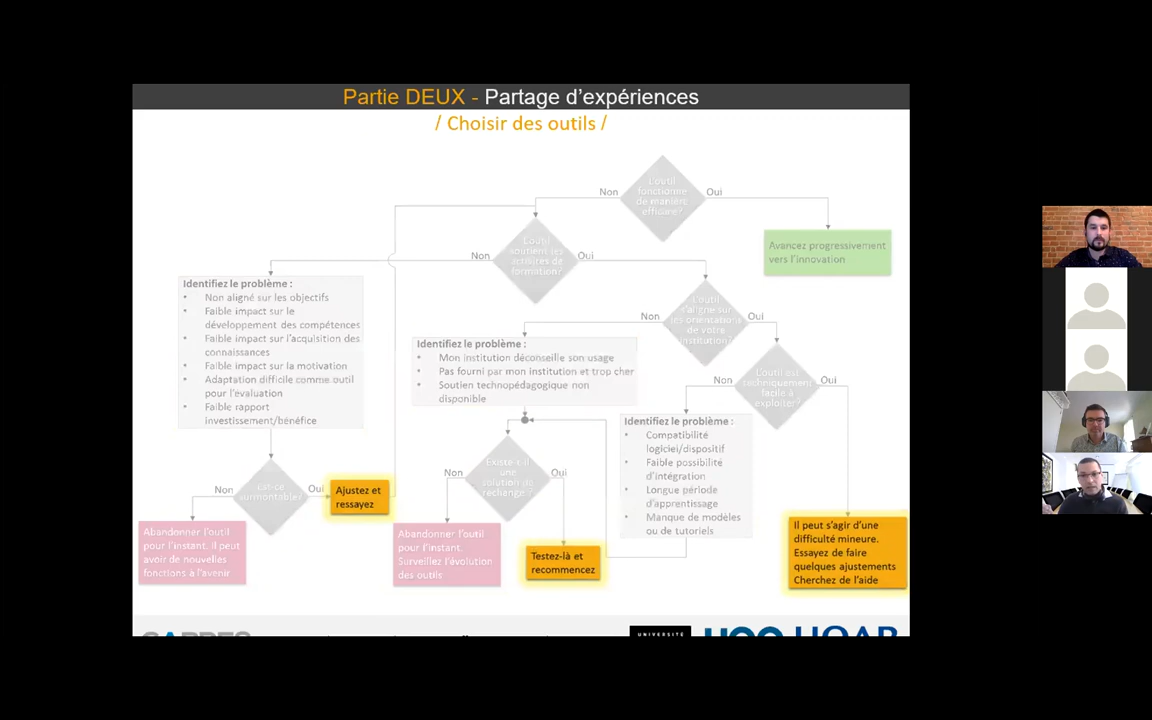 Partie DEUX - Partage d'expériences
/ Choisir des outils /
L'outil
fonctionne
de manière
efficace?
Non
Oui
Avancez progressivement
vers l'innovation
L'outil
soutient les
activités de
formation?
Non
Oui
Identifiez le problème :
• Non aligné sur les objectifs
• Faible impact sur le
développement des compétences
• Faible impact sur l'acquisition des
connaissances
• Faible impact sur la motivation
• Adaptation difficile comme outil
pour l'évaluation
• Faible rapport
investissement/bénéfice
L'outil
s'aligne sur
les orientations
de votre
institution?
Non
Oui
Identifiez le problème :
• Mon institution déconseille son usage
• Pas fourni par mon institution et trop cher
• Soutien technopédagogique non
disponible
L'outil est
techniquement
facile à
exploiter?
Non
Oui
Identifiez le problème :
• Compatibilité
logiciel/dispositif
• Faible possibilité
d'intégration
• Longue période
d'apprentissage
• Manque de modèles
ou de tutoriels
Est-ce
surmontable?
Non
Oui
Ajustez et
ressayez
Abandonner l'outil
pour l'instant. Il peut
avoir de nouvelles
fonctions à l'avenir.
Existe-t-il
une
solution de
rechange ?
Non
Oui
Abandonner l'outil
pour l'instant.
Surveillez l'évolution
des outils
Testez-là et
recommencez
Il peut s'agir d'une
difficulté mineure.
Essayez de faire
quelques ajustements
Cherchez de l'aide
UNIVERSITÉ
UQO